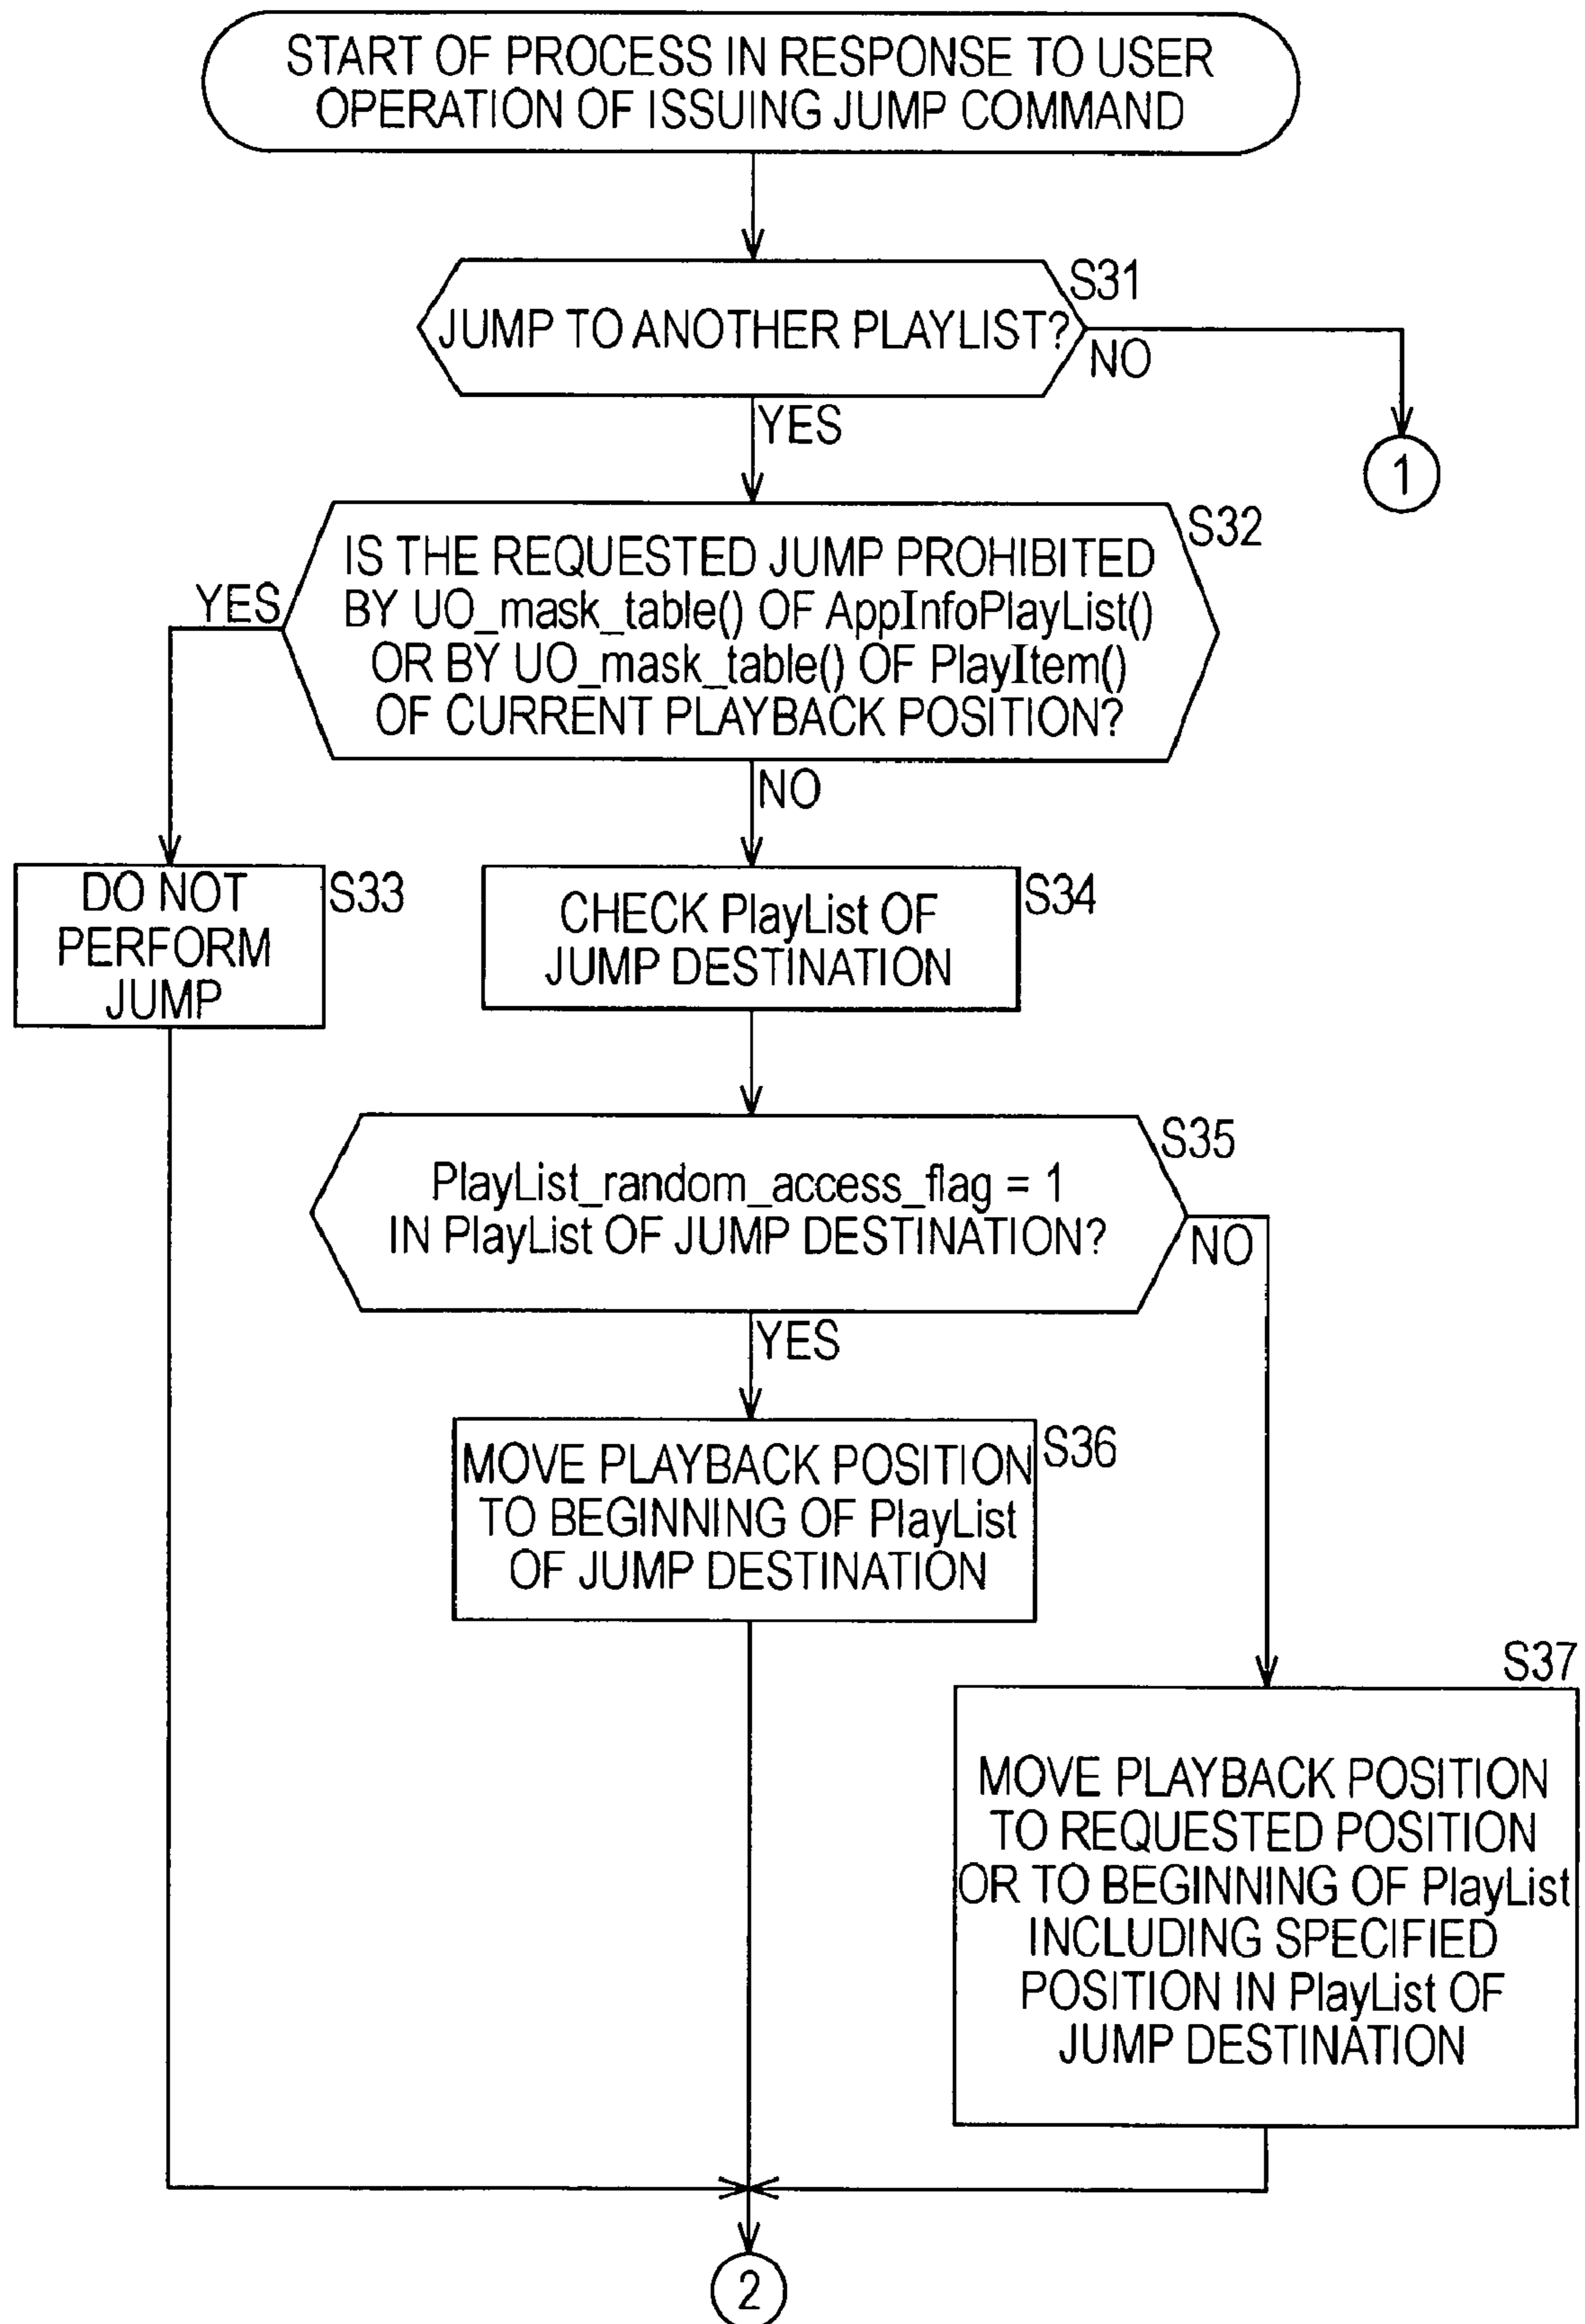 START OF PROCESS IN RESPONSE TO USER
OPERATION OF ISSUING JUMP COMMAND
S31
JUMP TO ANOTHER PLAYLIST?
NO
YES
1
S32
IS THE REQUESTED JUMP PROHIBITED
BY UO_mask_table() OF AppInfoPlayList()
OR BY UO_mask_table() OF PlayItem()
OF CURRENT PLAYBACK POSITION?
YES
NO
DO NOT
PERFORM
JUMP
S33
CHECK PlayList OF
JUMP DESTINATION
S34
S35
PlayList_random_access_flag = 1
IN PlayList OF JUMP DESTINATION?
NO
YES
MOVE PLAYBACK POSITION
TO BEGINNING OF PlayList
OF JUMP DESTINATION
S36
S37
MOVE PLAYBACK POSITION
TO REQUESTED POSITION
OR TO BEGINNING OF PlayList
INCLUDING SPECIFIED
POSITION IN PlayList OF
JUMP DESTINATION
2